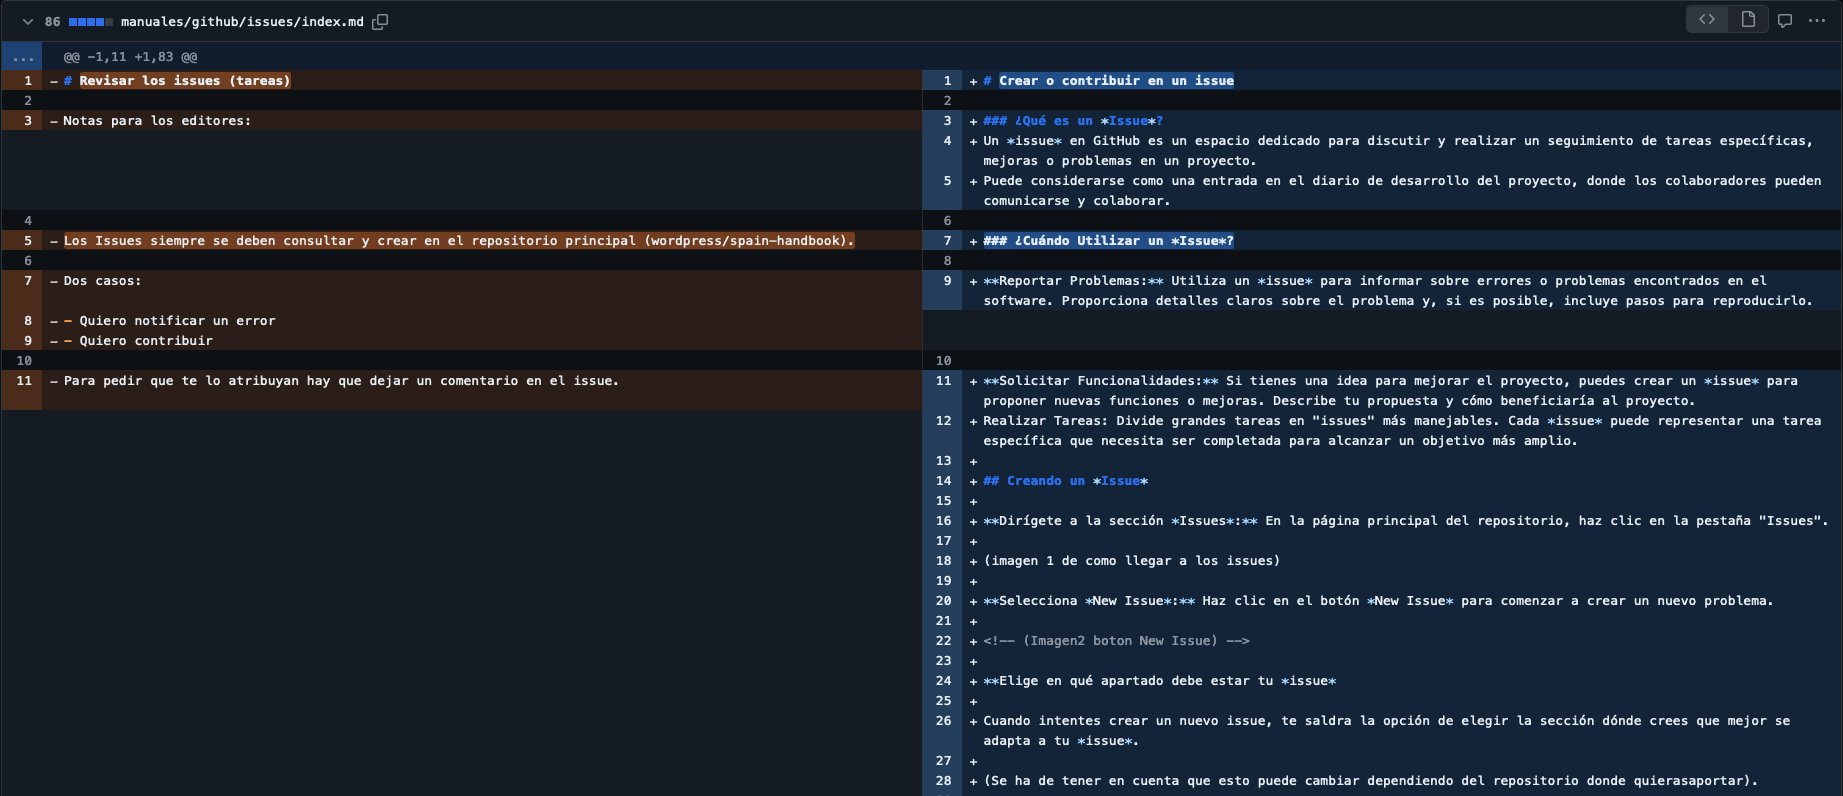 86 manuales/github/issues/index.md
... @@ -1,11 +1,83 @@
1 - # Revisar los issues (tareas)
2
3 - Notas para los editores:
4
5 - Los Issues siempre se deben consultar y crear en el repositorio principal (wordpress/spain-handbook).
6
7 - Dos casos:
8 - - Quiero notificar un error
9 - - Quiero contribuir
10
11 - Para pedir que te lo atribuyan hay que dejar un comentario en el issue.
1 + # Crear o contribuir en un issue
2
3 + ### ¿Qué es un *Issue*?
4 + Un *issue* en GitHub es un espacio dedicado para discutir y realizar un seguimiento de tareas específicas,
mejoras o problemas en un proyecto.
5 + Puede considerarse como una entrada en el diario de desarrollo del proyecto, donde los colaboradores pueden
comunicarse y colaborar.
6
7 + ### ¿Cuándo Utilizar un *Issue*?
8
9 + **Reportar Problemas:** Utiliza un *issue* para informar sobre errores o problemas encontrados en el
software. Proporciona detalles claros sobre el problema y, si es posible, incluye pasos para reproducirlo.
10
11 + **Solicitar Funcionalidades:** Si tienes una idea para mejorar el proyecto, puedes crear un *issue* para
proponer nuevas funciones o mejoras. Describe tu propuesta y cómo beneficiaría al proyecto.
12 + Realizar Tareas: Divide grandes tareas en "issues" más manejables. Cada *issue* puede representar una tarea
específica que necesita ser completada para alcanzar un objetivo más amplio.
13 +
14 + ## Creando un *Issue*
15 +
16 + **Dirígete a la sección *Issues*:** En la página principal del repositorio, haz clic en la pestaña "Issues".
17 +
18 + (imagen 1 de como llegar a los issues)
19 +
20 + **Selecciona *New Issue*:** Haz clic en el botón *New Issue* para comenzar a crear un nuevo problema.
21 +
22 + <!-- (Imagen2 boton New Issue) -->
23 +
24 + **Elige en qué apartado debe estar tu *issue*
25 +
26 + Cuando intentes crear un nuevo issue, te saldra la opción de elegir la sección dónde crees que mejor se
adapta a tu *issue*.
27 +
28 + (Se ha de tener en cuenta que esto puede cambiar dependiendo del repositorio donde quierasaportar).